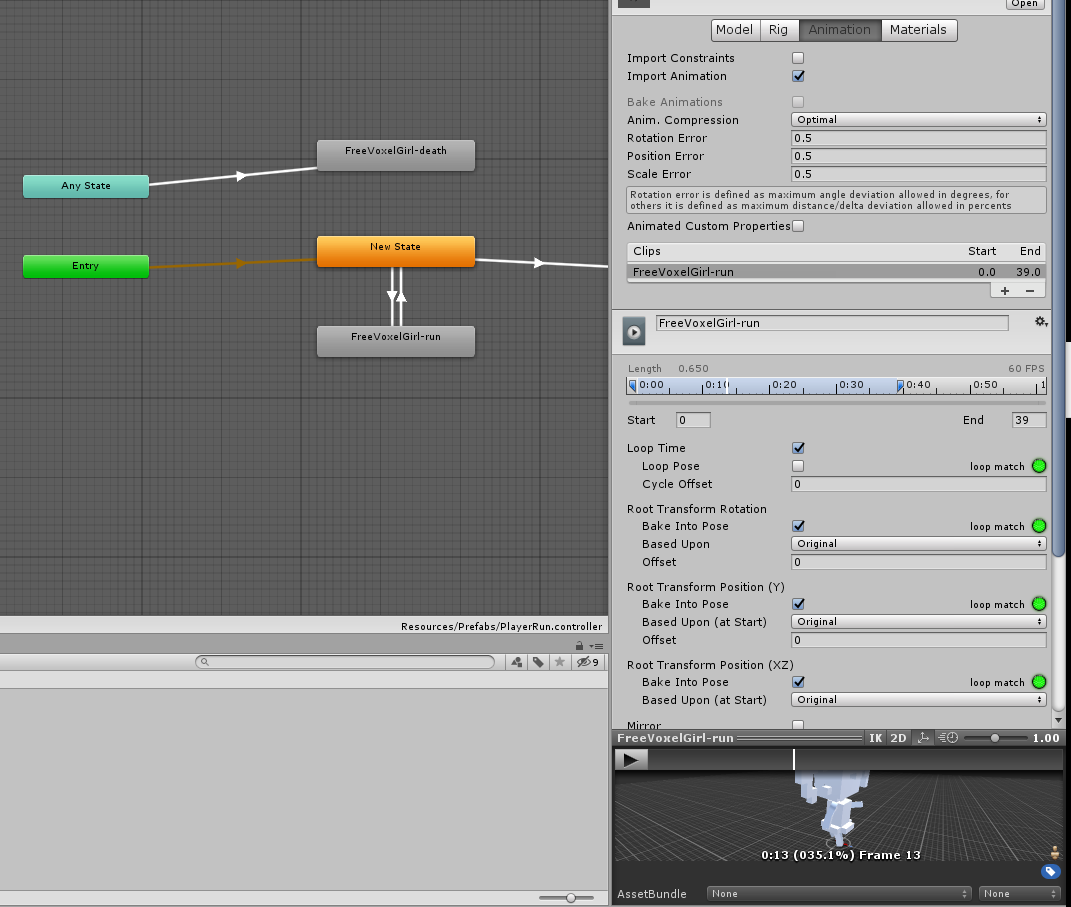 Open
Model Rig Animation Materials
Import Constraints
Import Animation
Bake Animations
Anim. Compression Optimal
Rotation Error 0.5
Position Error 0.5
Scale Error 0.5
Rotation error is defined as maximum angle deviation allowed in degrees, for
others it is defined as maximum distance/delta deviation allowed in percents
Animated Custom Properties
Clips Start End
FreeVoxelGirl-run 0.0 39.0
+ −
FreeVoxelGirl-run
Length 0.650 60 FPS
0:00 0:10 0:20 0:30 0:40 0:50 1
Start 0 End 39
Loop Time
Loop Pose loop match
Cycle Offset 0
Root Transform Rotation
Bake Into Pose loop match
Based Upon Original
Offset 0
Root Transform Position (Y)
Bake Into Pose loop match
Based Upon (at Start) Original
Offset 0
Root Transform Position (XZ)
Bake Into Pose loop match
Based Upon (at Start) Original
Mirror
FreeVoxelGirl-run IK 2D 1.00
0:13 (035.1%) Frame 13
AssetBundle None None
FreeVoxelGirl-death
Any State
New State
Entry
FreeVoxelGirl-run
Resources/Prefabs/PlayerRun.controller
9